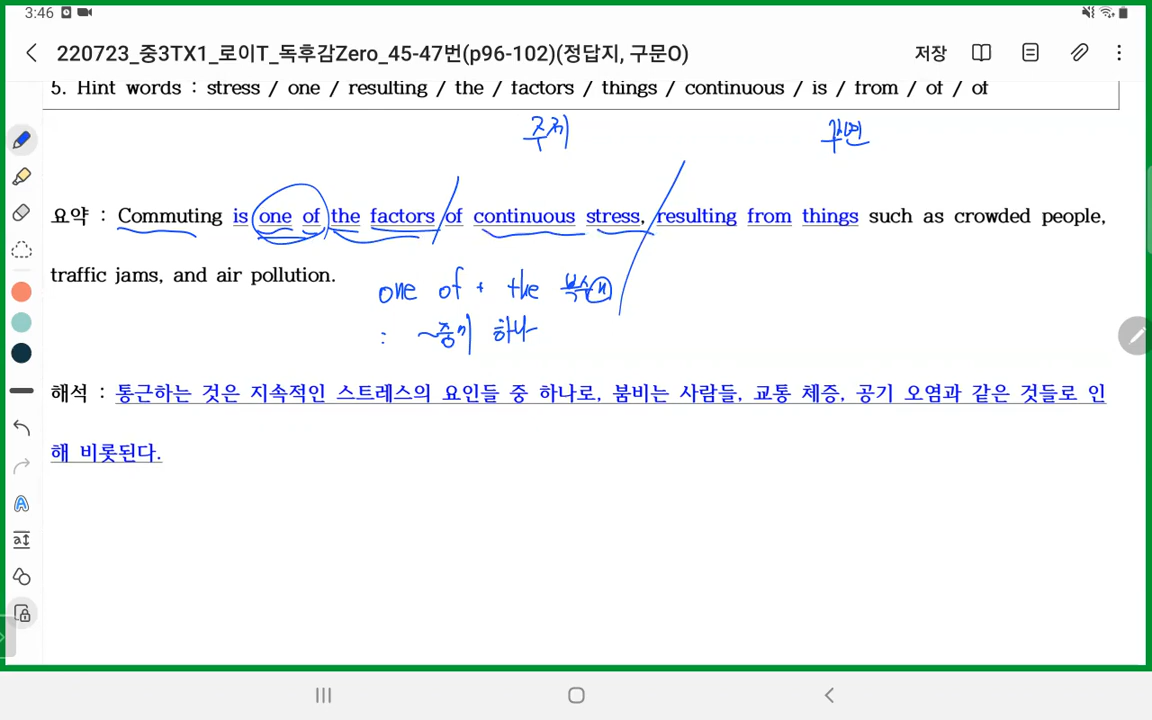 3:46
220723_중3TX1_로이T_독후감Zero_45-47번(p96-102)(정답지, 구문O)
저장
5. Hint words : stress / one / resulting / the / factors / things / continuous / is / from / of / of
주제
요약 : Commuting is one of the factors of continuous stress, resulting from things such as crowded people,
traffic jams, and air pollution.
one of + the 복수n
: ~중에 하나
해석 : 통근하는 것은 지속적인 스트레스의 요인들 중 하나로, 붐비는 사람들, 교통 체증, 공기 오염과 같은 것들로 인
해 비롯된다.